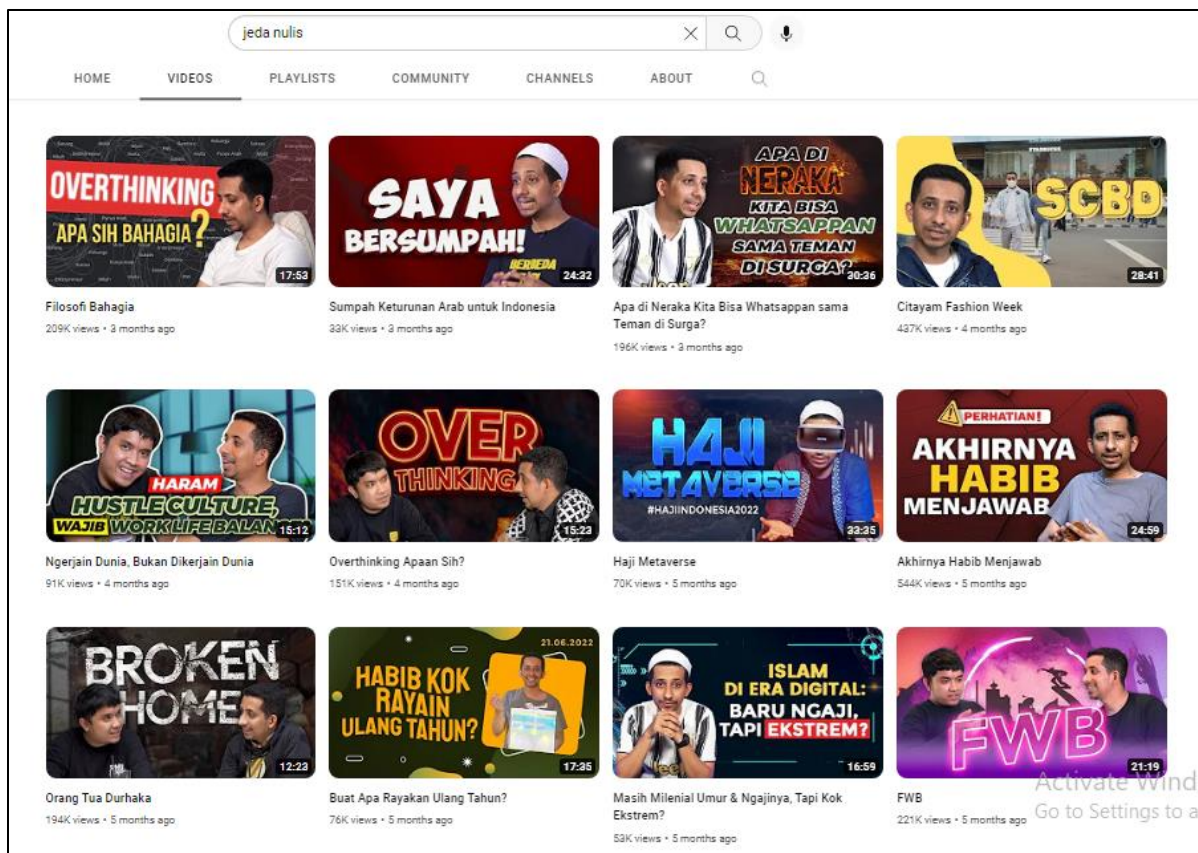 jeda nulis
HOME VIDEOS PLAYLISTS COMMUNITY CHANNELS ABOUT
OVERTHINKING
APA SIH BAHAGIA?
17:53
Filosofi Bahagia
209K views • 3 months ago
SAYA
BERSUMPAH!
BERBEDA
24:32
Sumpah Keturunan Arab untuk Indonesia
33K views • 3 months ago
APA DI
NERAKA
KITA BISA
WHATSAPPAN
SAMA TEMAN
DI SURGA?
30:36
Apa di Neraka Kita Bisa Whatsappan sama
Teman di Surga?
196K views • 3 months ago
SCBD
28:41
Citayam Fashion Week
437K views • 4 months ago
HARAM
HUSTLE CULTURE,
WAJIB WORK LIFE BALAN
15:12
Ngerjain Dunia, Bukan Dikerjain Dunia
91K views • 4 months ago
OVER
THINKING
15:23
Overthinking Apaan Sih?
151K views • 4 months ago
HAJI
METAVERSE
#HAJIINDONESIA2022
33:35
Haji Metaverse
70K views • 5 months ago
PERHATIAN!
AKHIRNYA
HABIB
MENJAWAB
24:59
Akhirnya Habib Menjawab
544K views • 5 months ago
BROKEN
HOME
12:23
Orang Tua Durhaka
194K views • 5 months ago
21.06.2022
HABIB KOK
RAYAIN
ULANG TAHUN?
17:35
Buat Apa Rayakan Ulang Tahun?
76K views • 5 months ago
ISLAM
DI ERA DIGITAL:
BARU NGAJI,
TAPI EKSTREM?
16:59
Masih Milenial Umur & Ngajinya, Tapi Kok
Ekstrem?
53K views • 5 months ago
FWB
21:19
FWB
221K views • 5 months ago
Activate Wind
Go to Settings to a